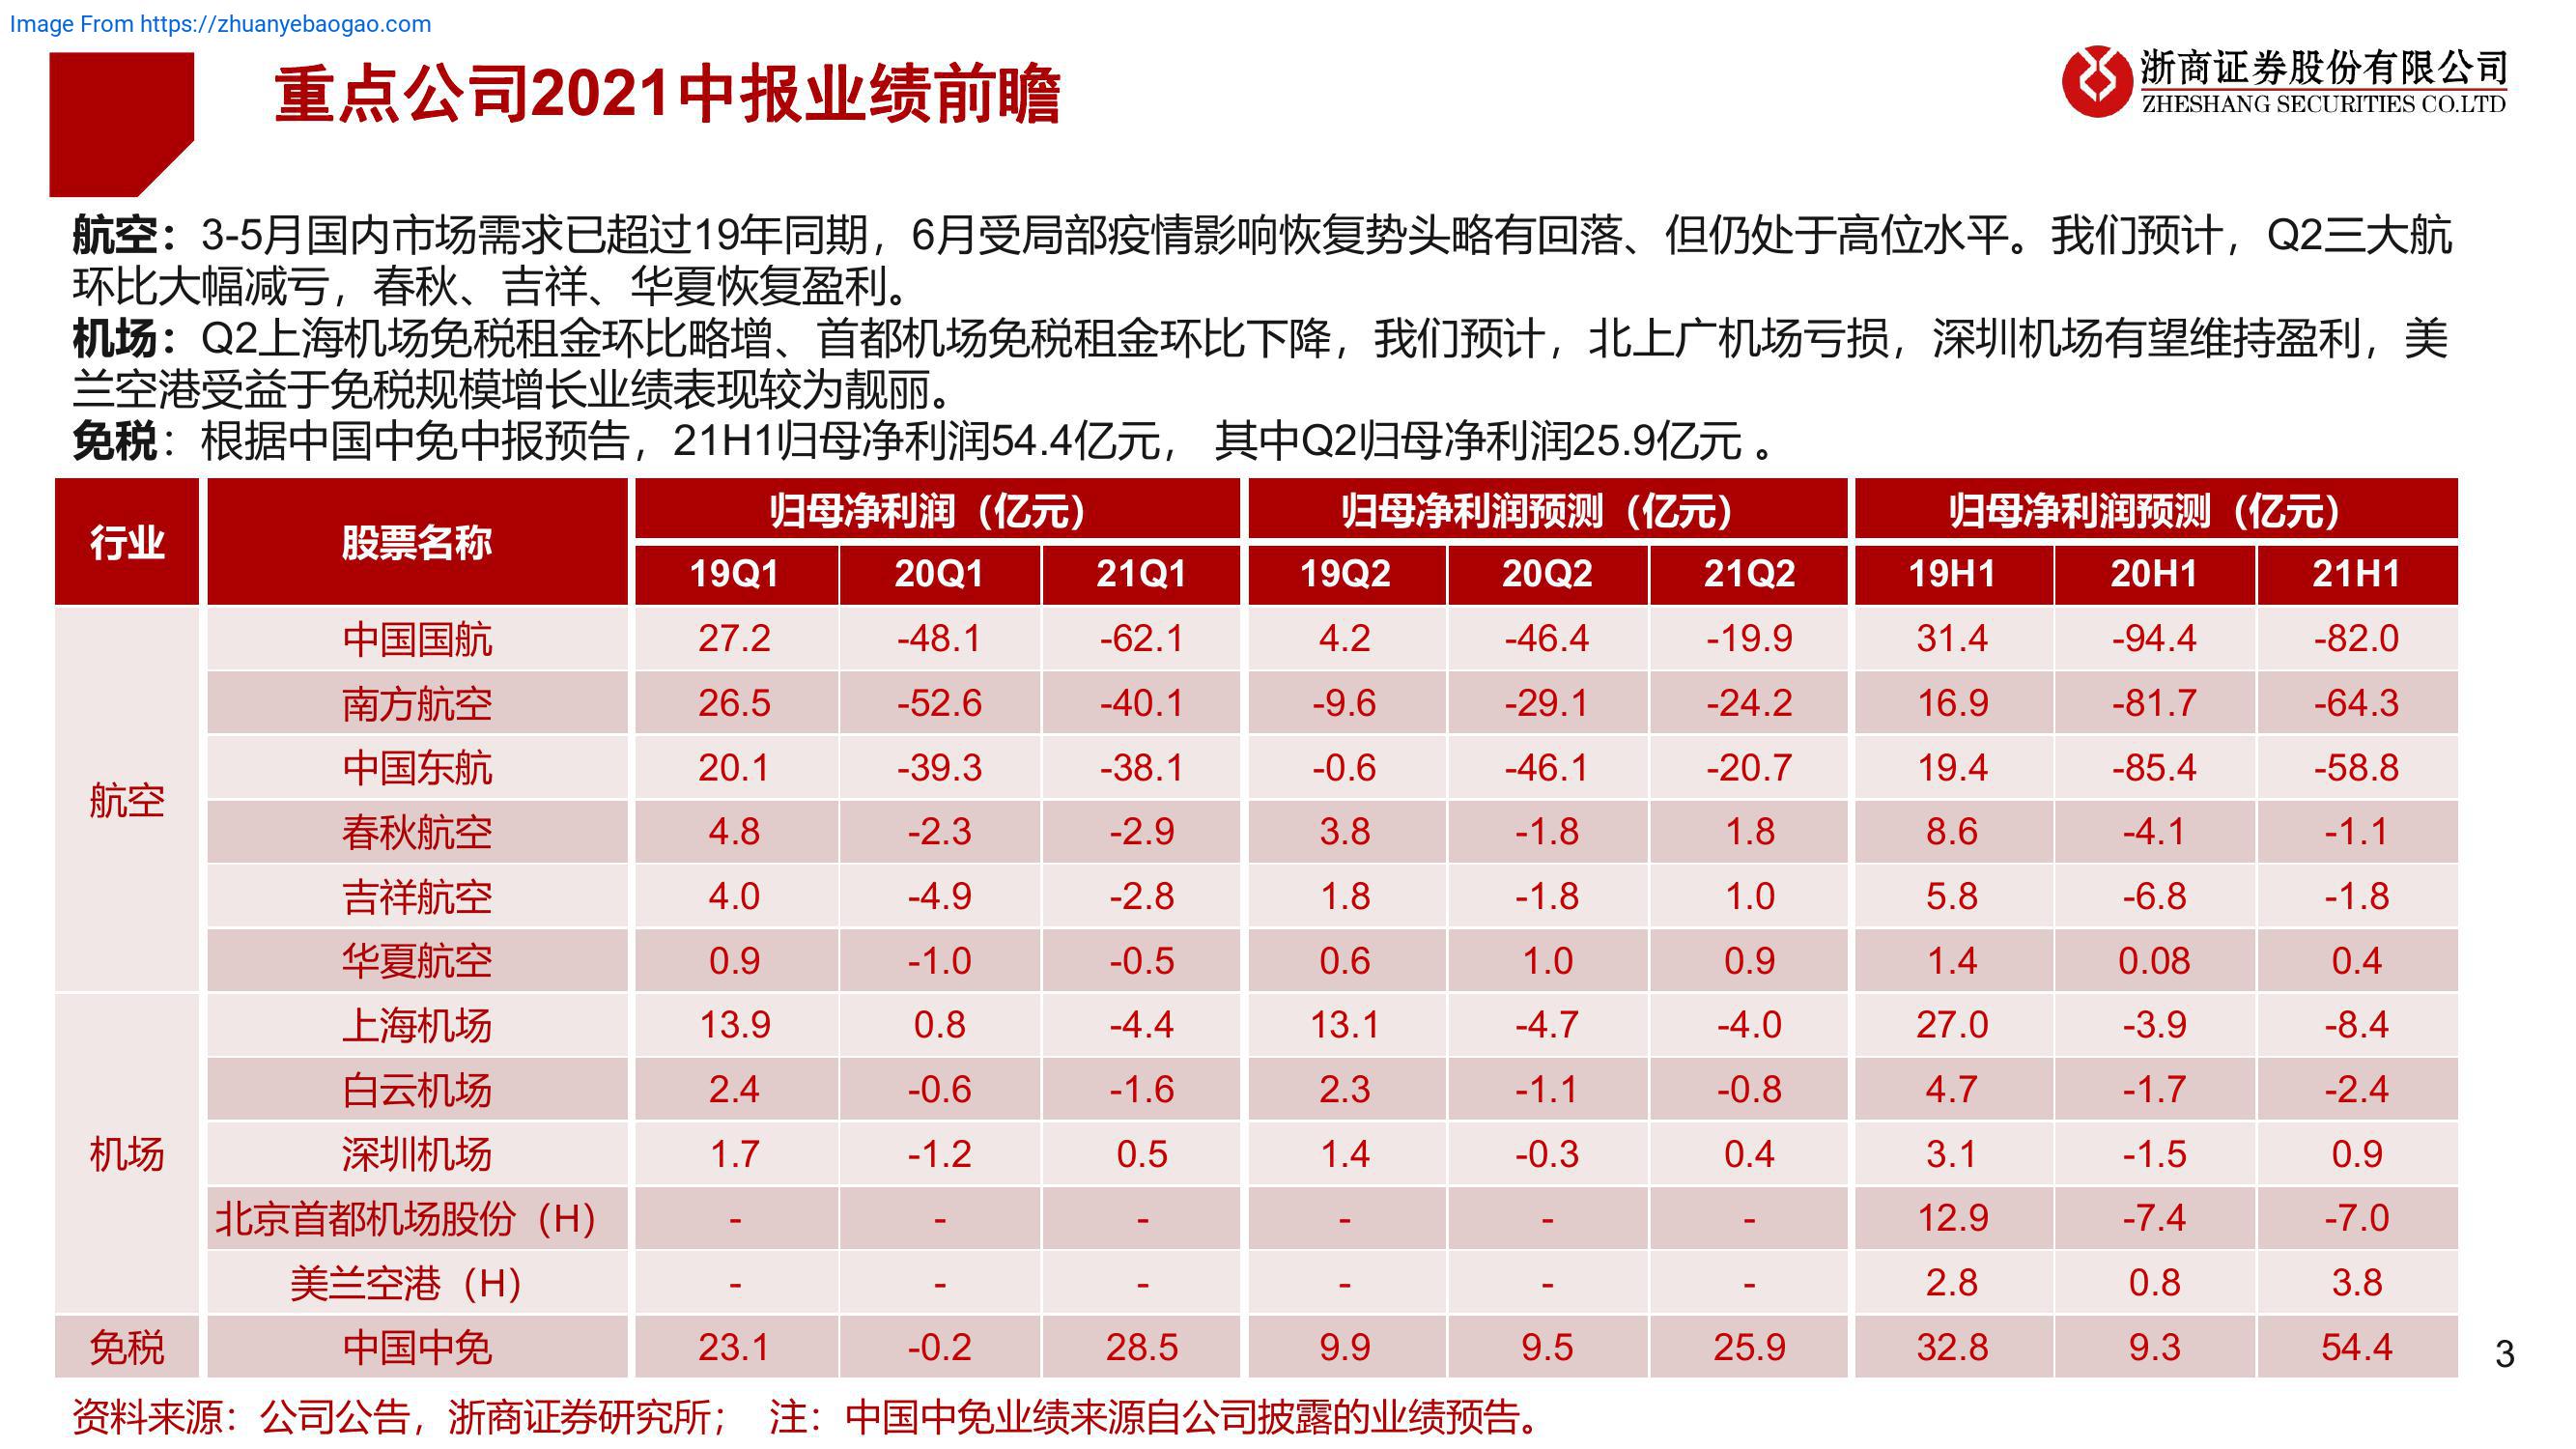 Image From https://zhuanyebaogao.com
重点公司2021中报业绩前瞻
浙商证券股份有限公司
ZHESHANG SECURITIES CO.LTD
航空：3-5月国内市场需求已超过19年同期，6月受局部疫情影响恢复势头略有回落、但仍处于高位水平。我们预计，Q2三大航
环比大幅减亏，春秋、吉祥、华夏恢复盈利。
机场：Q2上海机场免税租金环比略增、首都机场免税租金环比下降，我们预计，北上广机场亏损，深圳机场有望维持盈利，美
兰空港受益于免税规模增长业绩表现较为靓丽。
免税：根据中国中免中报预告，21H1归母净利润54.4亿元， 其中Q2归母净利润25.9亿元 。
行业 股票名称 归母净利润（亿元） 归母净利润预测（亿元） 归母净利润预测（亿元）
19Q1 20Q1 21Q1 19Q2 20Q2 21Q2 19H1 20H1 21H1
航空
中国国航 27.2 -48.1 -62.1 4.2 -46.4 -19.9 31.4 -94.4 -82.0
南方航空 26.5 -52.6 -40.1 -9.6 -29.1 -24.2 16.9 -81.7 -64.3
中国东航 20.1 -39.3 -38.1 -0.6 -46.1 -20.7 19.4 -85.4 -58.8
春秋航空 4.8 -2.3 -2.9 3.8 -1.8 1.8 8.6 -4.1 -1.1
吉祥航空 4.0 -4.9 -2.8 1.8 -1.8 1.0 5.8 -6.8 -1.8
华夏航空 0.9 -1.0 -0.5 0.6 1.0 0.9 1.4 0.08 0.4
机场
上海机场 13.9 0.8 -4.4 13.1 -4.7 -4.0 27.0 -3.9 -8.4
白云机场 2.4 -0.6 -1.6 2.3 -1.1 -0.8 4.7 -1.7 -2.4
深圳机场 1.7 -1.2 0.5 1.4 -0.3 0.4 3.1 -1.5 0.9
北京首都机场股份（H） - - - - - - 12.9 -7.4 -7.0
美兰空港（H） - - - - - - 2.8 0.8 3.8
免税 中国中免 23.1 -0.2 28.5 9.9 9.5 25.9 32.8 9.3 54.4
3
资料来源：公司公告，浙商证券研究所； 注：中国中免业绩来源自公司披露的业绩预告。